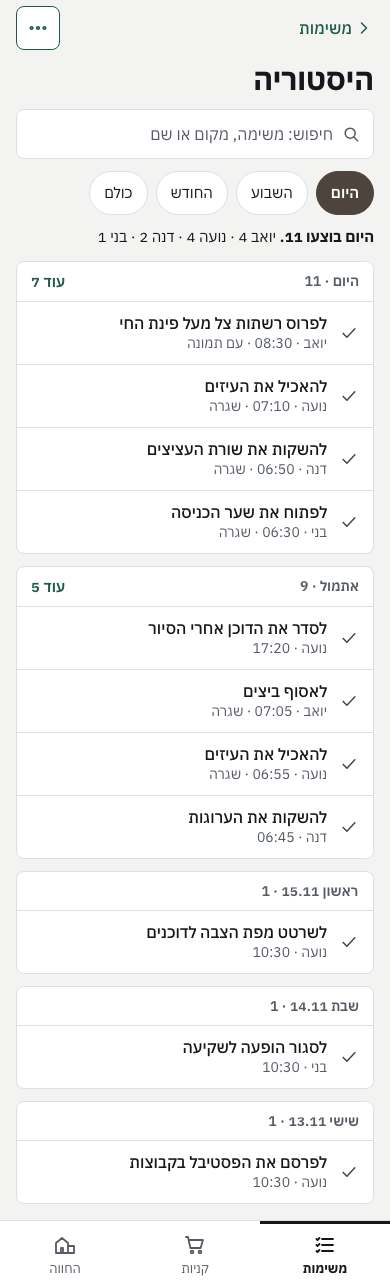 משימות
היסטוריה
חיפוש: משימה, מקום או שם
היום
השבוע
החודש
כולם
היום בוצעו 11. יואב 4 · נועה 4 · דנה 2 · בני 1
היום · 11
עוד 7
לפרוס רשתות צל מעל פינת החי
יואב · 08:30 · עם תמונה
להאכיל את העיזים
נועה · 07:10 · שגרה
להשקות את שורת העציצים
דנה · 06:50 · שגרה
לפתוח את שער הכניסה
בני · 06:30 · שגרה
אתמול · 9
עוד 5
לסדר את הדוכן אחרי הסיור
נועה · 17:20
לאסוף ביצים
יואב · 07:05 · שגרה
להאכיל את העיזים
נועה · 06:55 · שגרה
להשקות את הערוגות
דנה · 06:45
ראשון 15.11 · 1
לשרטט מפת הצבה לדוכנים
נועה · 10:30
שבת 14.11 · 1
לסגור הופעה לשקיעה
בני · 10:30
שישי 13.11 · 1
לפרסם את הפסטיבל בקבוצות
נועה · 10:30
משימות
קניות
החווה